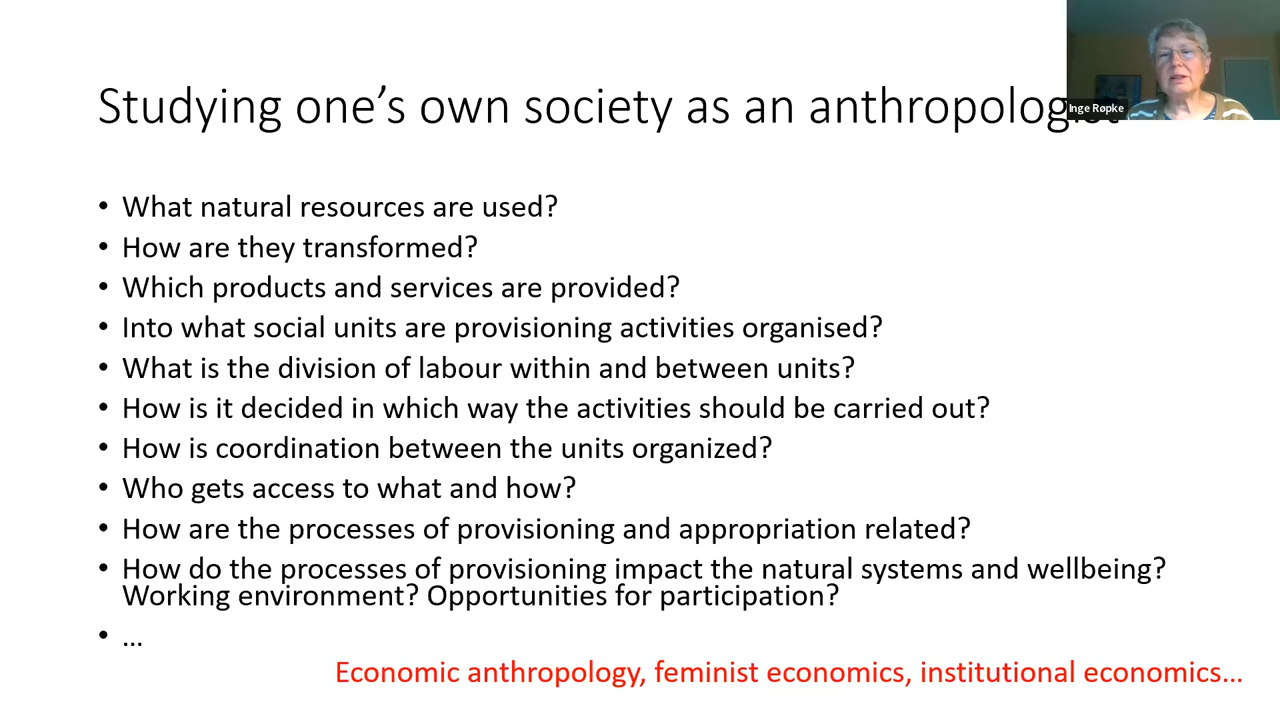 Studying one's own society as an anthropologist
Inge Røpke
• What natural resources are used?
• How are they transformed?
• Which products and services are provided?
• Into what social units are provisioning activities organised?
• What is the division of labour within and between units?
• How is it decided in which way the activities should be carried out?
• How is coordination between the units organized?
• Who gets access to what and how?
• How are the processes of provisioning and appropriation related?
• How do the processes of provisioning impact the natural systems and wellbeing?
Working environment? Opportunities for participation?
• …
Economic anthropology, feminist economics, institutional economics…